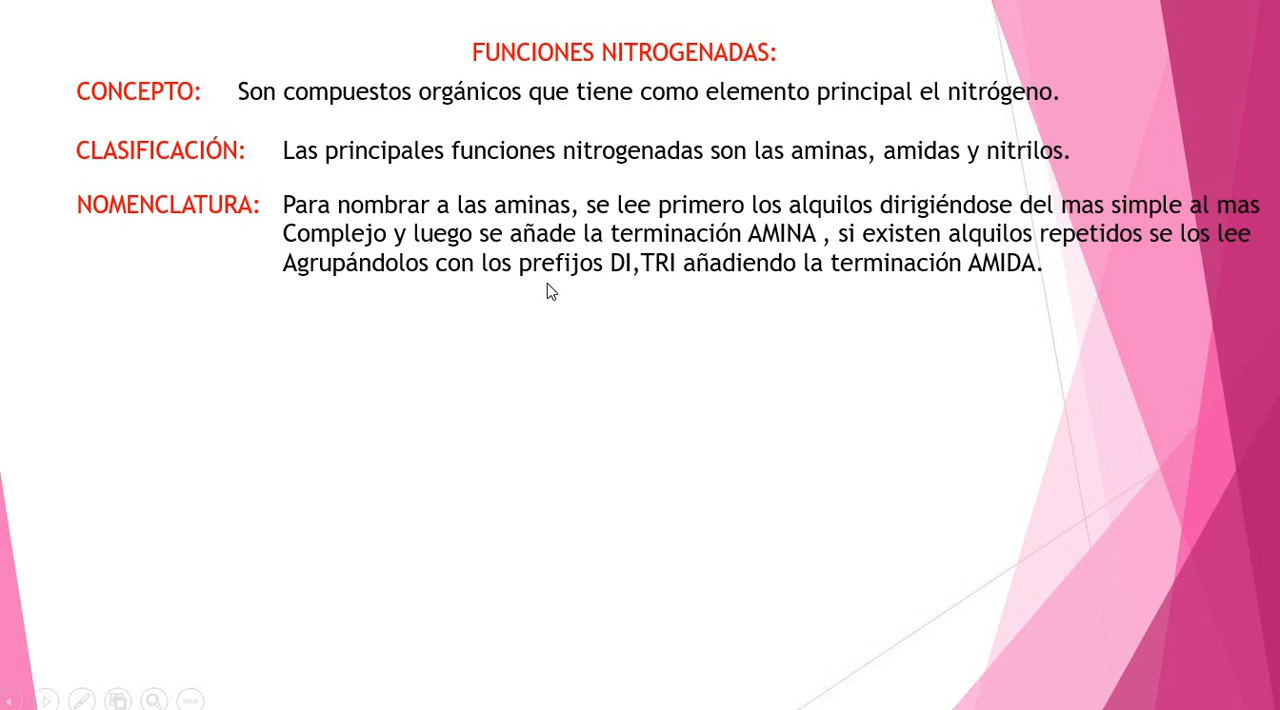 FUNCIONES NITROGENADAS:
CONCEPTO: Son compuestos orgánicos que tiene como elemento principal el nitrógeno.
CLASIFICACIÓN: Las principales funciones nitrogenadas son las aminas, amidas y nitrilos.
NOMENCLATURA: Para nombrar a las aminas, se lee primero los alquilos dirigiéndose del mas simple al mas
Complejo y luego se añade la terminación AMINA , si existen alquilos repetidos se los lee
Agrupándolos con los prefijos DI,TRI añadiendo la terminación AMIDA.